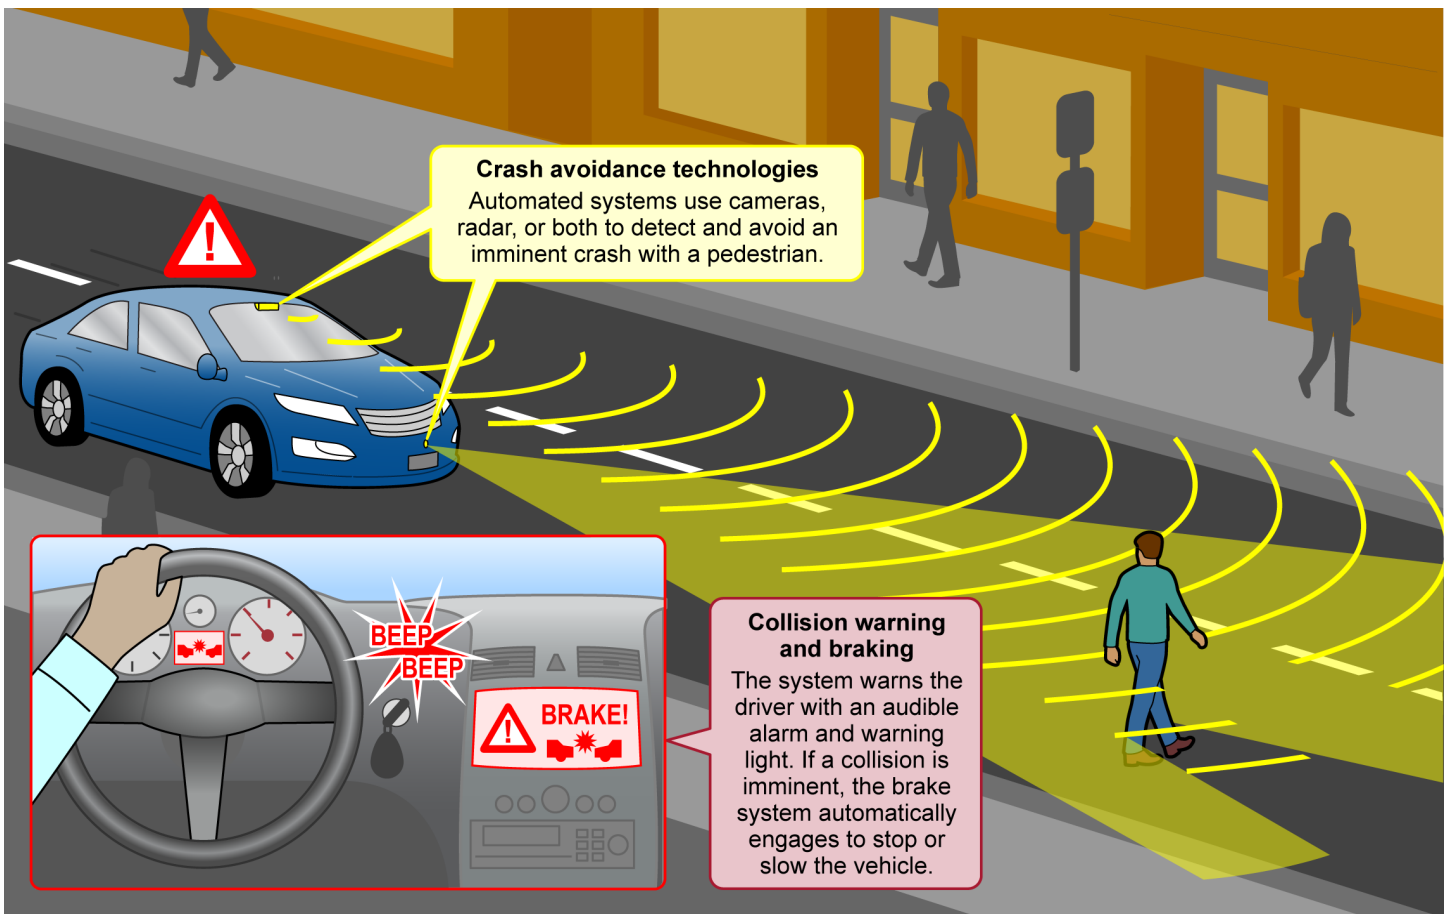 Crash avoidance technologies
Automated systems use cameras,
radar, or both to detect and avoid an
imminent crash with a pedestrian.
!
BEEP
BEEP
! BRAKE!
Collision warning
and braking
The system warns the
driver with an audible
alarm and warning
light. If a collision is
imminent, the brake
system automatically
engages to stop or
slow the vehicle.